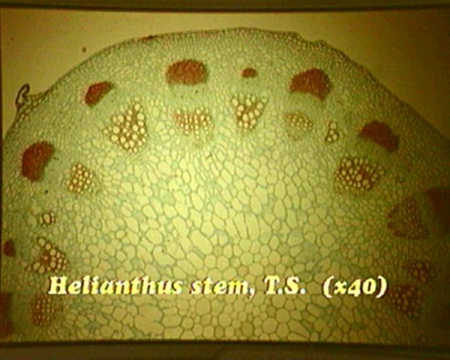 Helianthus stem, T.S. (x40)